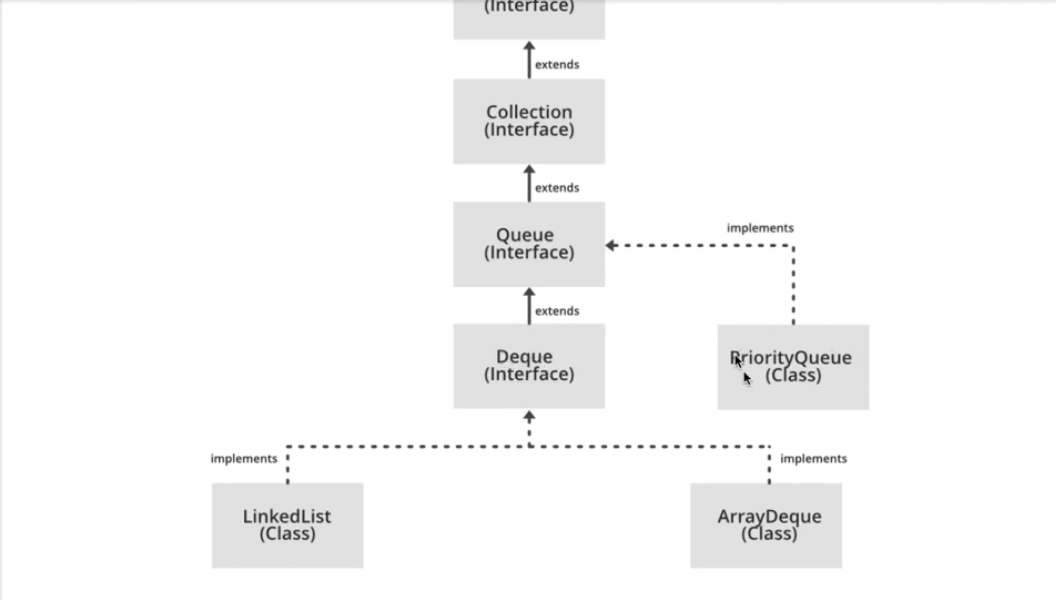 (Interface)
extends
Collection
(Interface)
extends
implements
Queue
(Interface)
extends
Deque
(Interface)
PriorityQueue
(Class)
implements
implements
LinkedList
(Class)
ArrayDeque
(Class)